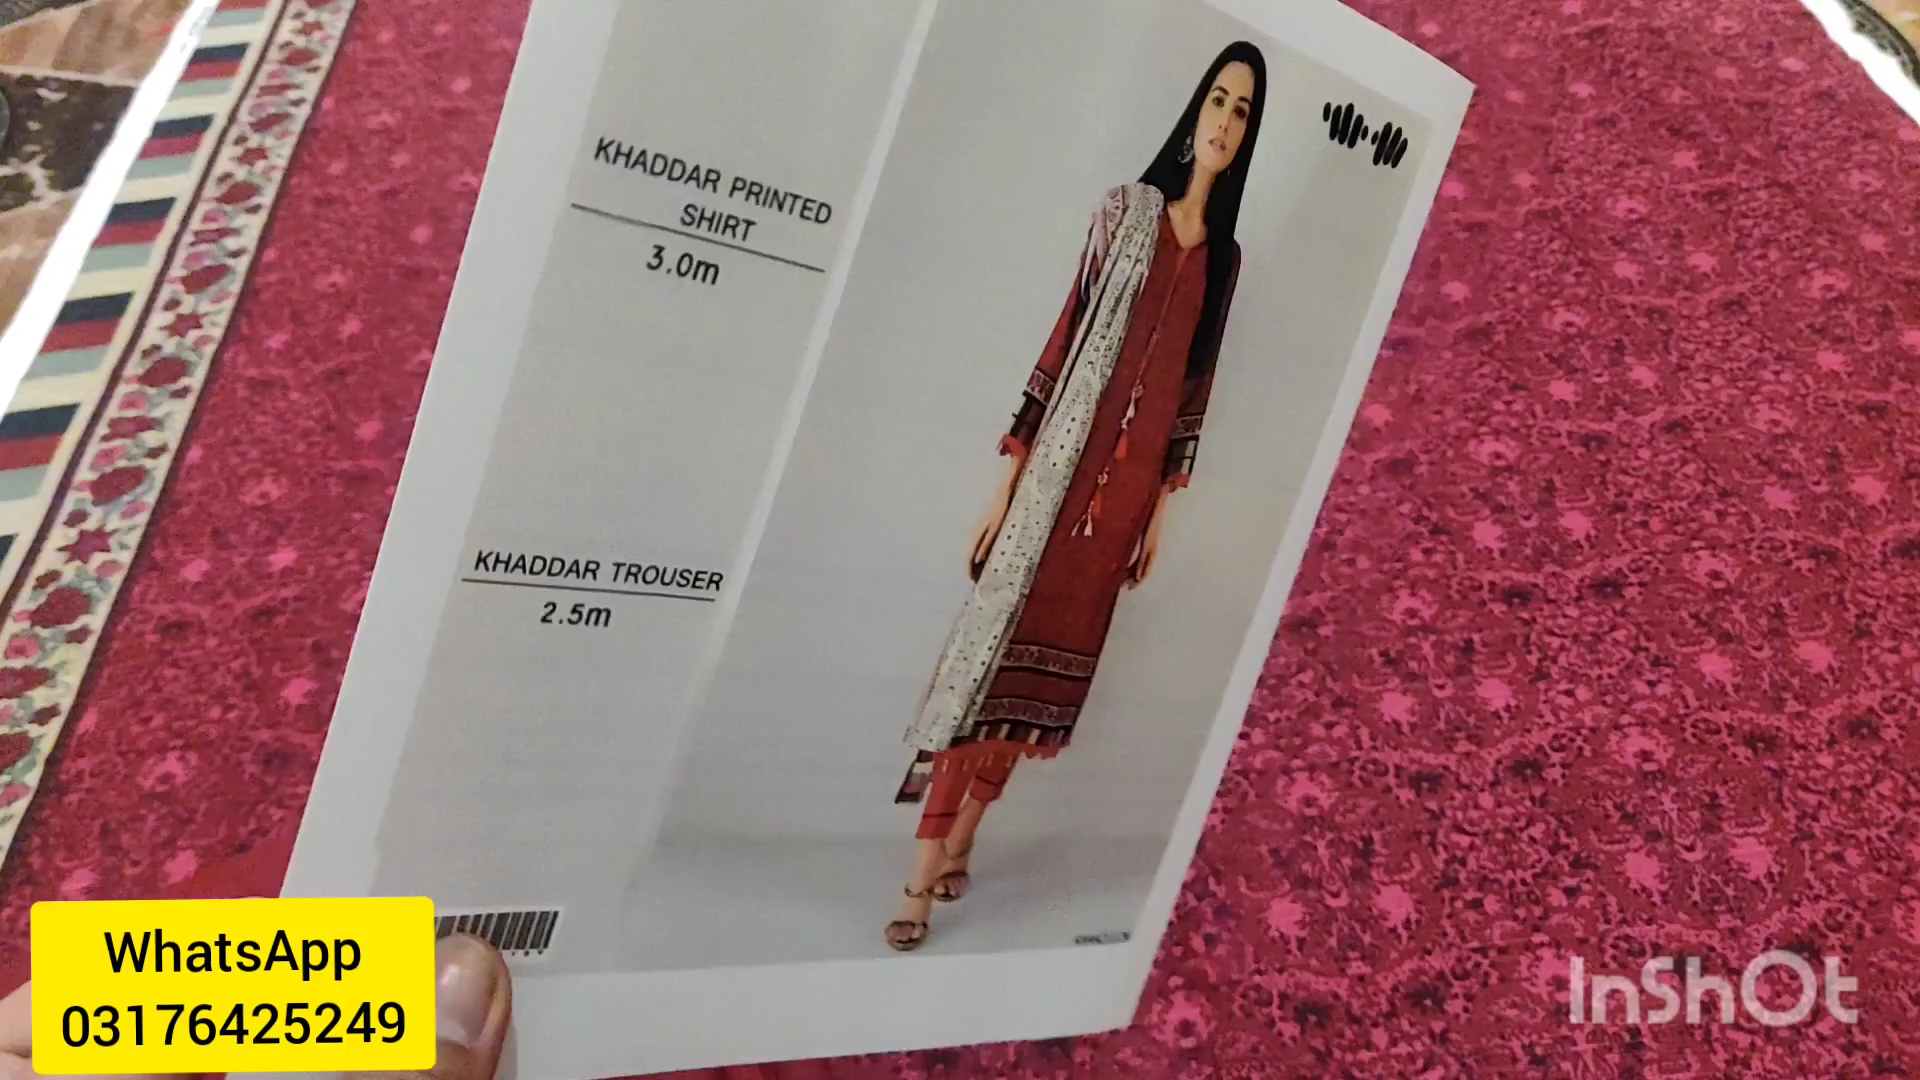 KHADDAR PRINTED
SHIRT
3.0m
KHADDAR TROUSER
2.5m
WhatsApp
03176425249
InShOt